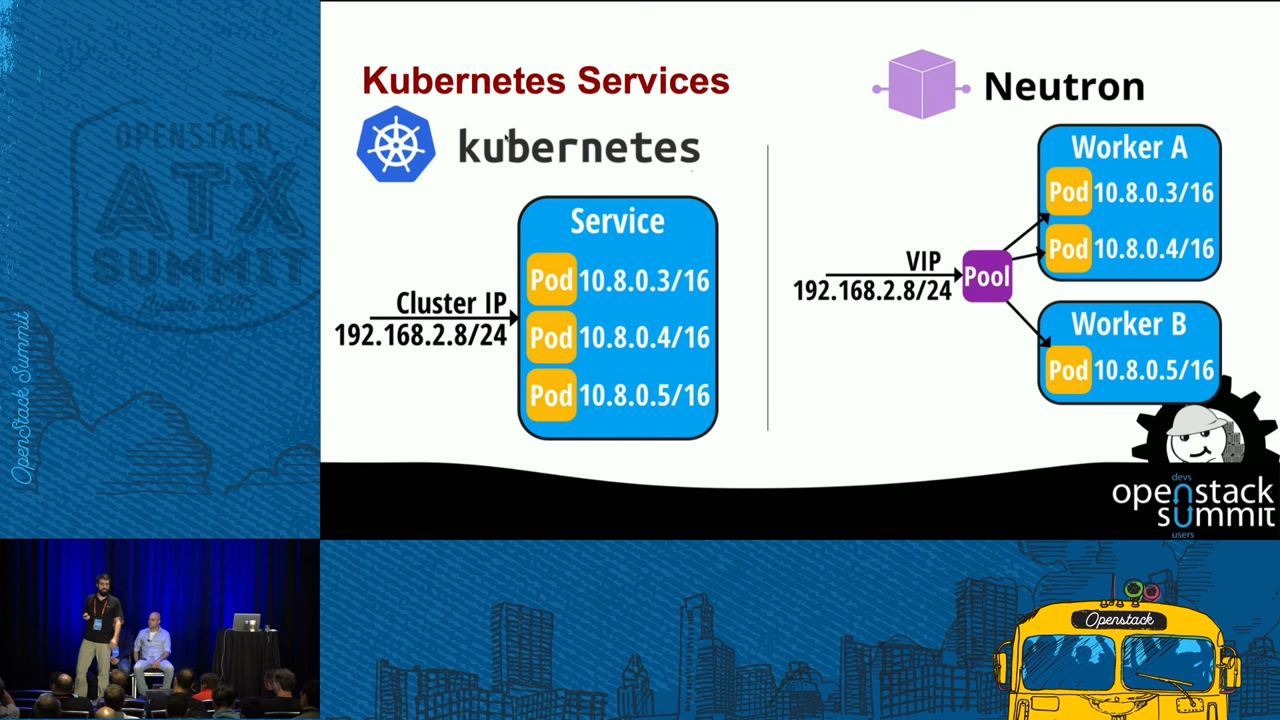 OPENSTACK
ATX
SUMMIT
OpenStack Summit
Kubernetes Services
kubernetes
Service
Pod 10.8.0.3/16
Pod 10.8.0.4/16
Pod 10.8.0.5/16
Cluster IP
192.168.2.8/24
Neutron
Worker A
Pod 10.8.0.3/16
Pod 10.8.0.4/16
VIP
192.168.2.8/24
Pool
Worker B
Pod 10.8.0.5/16
devs
openstack
summit
users
Openstack